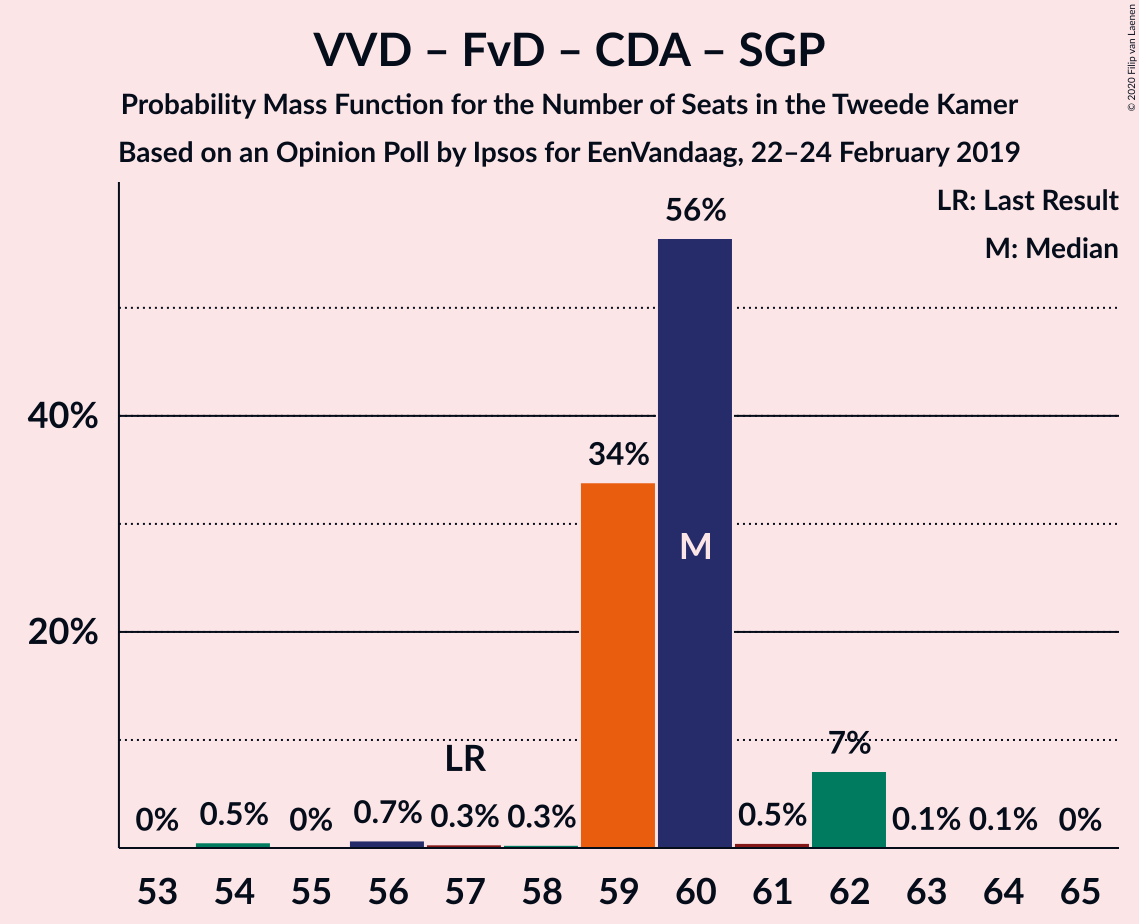 VVD – FvD – CDA – SGP
Probability Mass Function for the Number of Seats in the Tweede Kamer
Based on an Opinion Poll by Ipsos for EenVandaag, 22–24 February 2019
© 2020 Filip van Laenen
LR: Last Result
M: Median
56%
40%
34%
M
20%
7%
LR
0% 0.5% 0% 0.7% 0.3% 0.3% 0.5% 0.1% 0.1% 0%
53 54 55 56 57 58 59 60 61 62 63 64 65